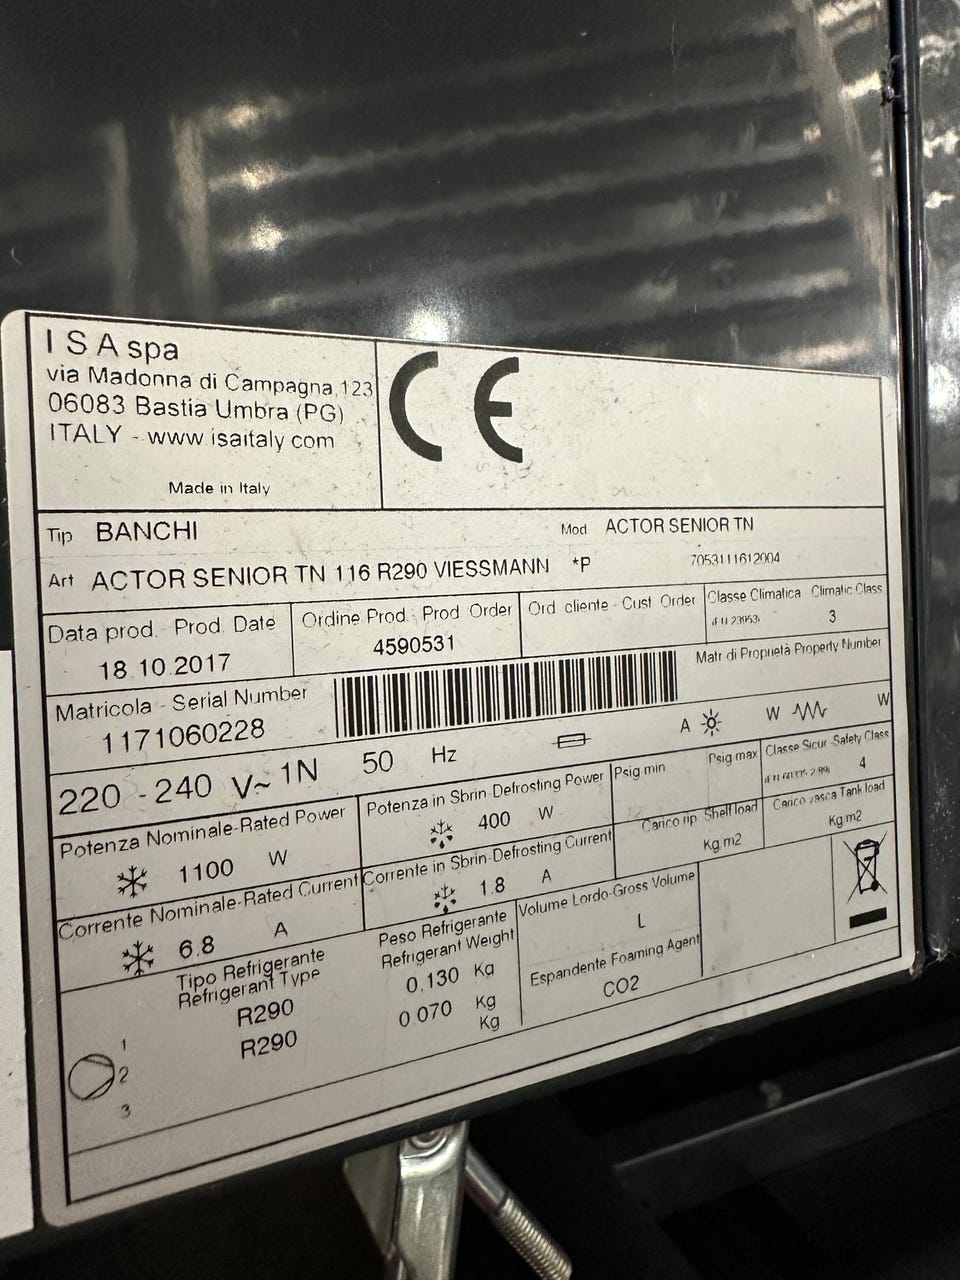 ISA spa
via Madonna di Campagna, 123
06083 Bastia Umbra (PG)
ITALY - www isaitaly com
Made in Italy
CE
Tip BANCHI
Mod ACTOR SENIOR TN
Art ACTOR SENIOR TN 116 R290 VIESSMANN *P
7053111612004
Data prod. - Prod. Date
18.10.2017
Ordine Prod.- Prod Order
4590531
Ord cliente - Cust Order
Classe Climatica Climatic Class
3
Matricola - Serial Number
1171060228
Matr di Proprietà Property Number
220 - 240 V~ 1N 50 Hz
A W W
Potenza Nominale-Rated Power
1100 W
Potenza in Sbrin-Defrosting Power
400 W
Psig min Psig max
Classe Sicur -Safety Class
4
Corrente Nominale-Rated Current
6.8 A
Corrente in Sbrin-Defrosting Current
1.8 A
Carico rip Shelf load
Kg m2
Carico vasca Tank load
Kg m2
Tipo Refrigerante
Refrigerant Type
Peso Refrigerante
Refrigerant Weight
1 R290 0.130 Kg
2 R290 0 070 Kg
3 Kg
Volume Lordo-Gross Volume
L
Espandente Foaming Agent
CO2